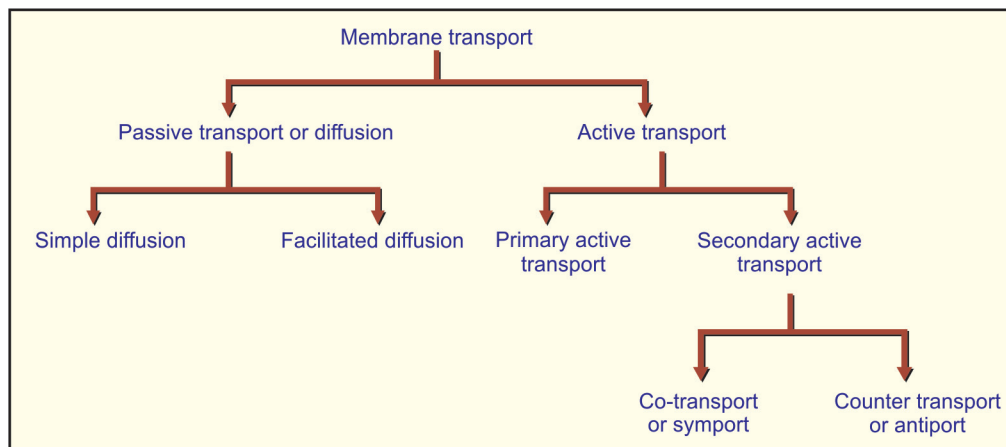 Membrane transport
Passive transport or diffusion
Active transport
Simple diffusion
Facilitated diffusion
Primary active
transport
Secondary active
transport
Co-transport
or symport
Counter transport
or antiport